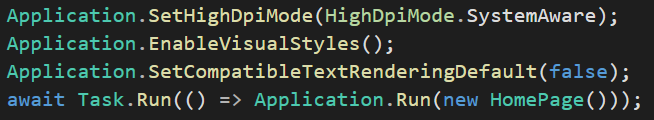 Application.SetHighDpiMode(HighDpiMode.SystemAware);
Application.EnableVisualStyles();
Application.SetCompatibleTextRenderingDefault(false);
await Task.Run(() => Application.Run(new HomePage()));